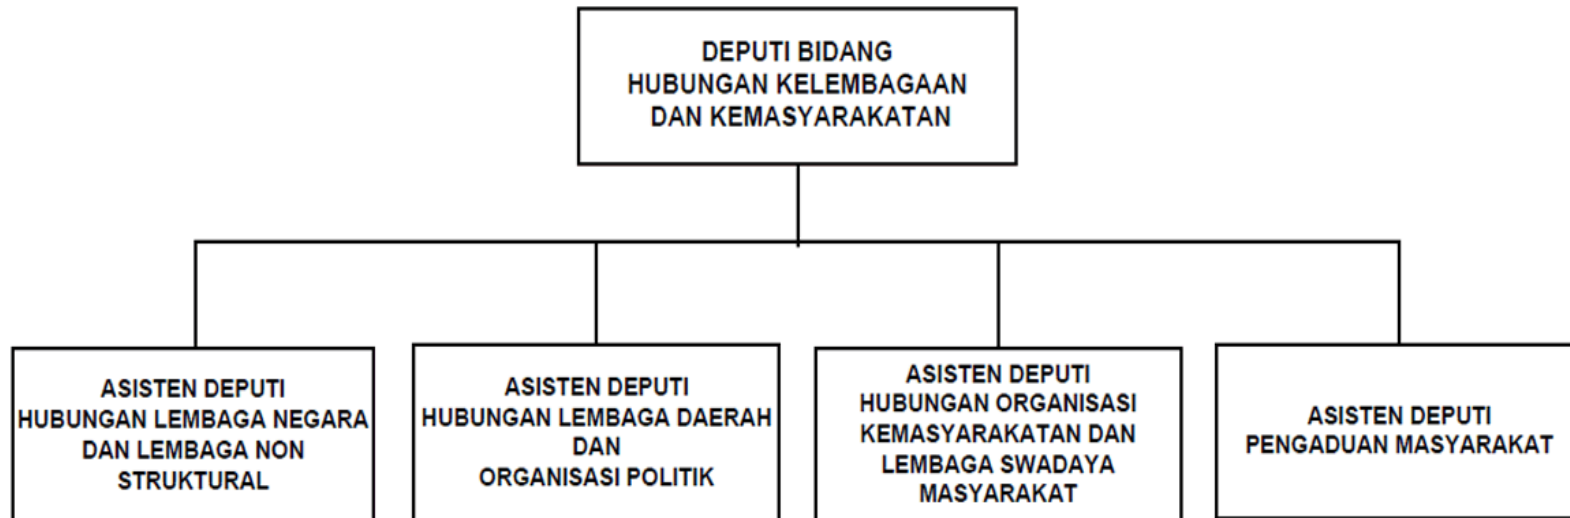 DEPUTI BIDANG
HUBUNGAN KELEMBAGAAN
DAN KEMASYARAKATAN
ASISTEN DEPUTI
HUBUNGAN LEMBAGA NEGARA
DAN LEMBAGA NON
STRUKTURAL
ASISTEN DEPUTI
HUBUNGAN LEMBAGA DAERAH
DAN
ORGANISASI POLITIK
ASISTEN DEPUTI
HUBUNGAN ORGANISASI
KEMASYARAKATAN DAN
LEMBAGA SWADAYA
MASYARAKAT
ASISTEN DEPUTI
PENGADUAN MASYARAKAT